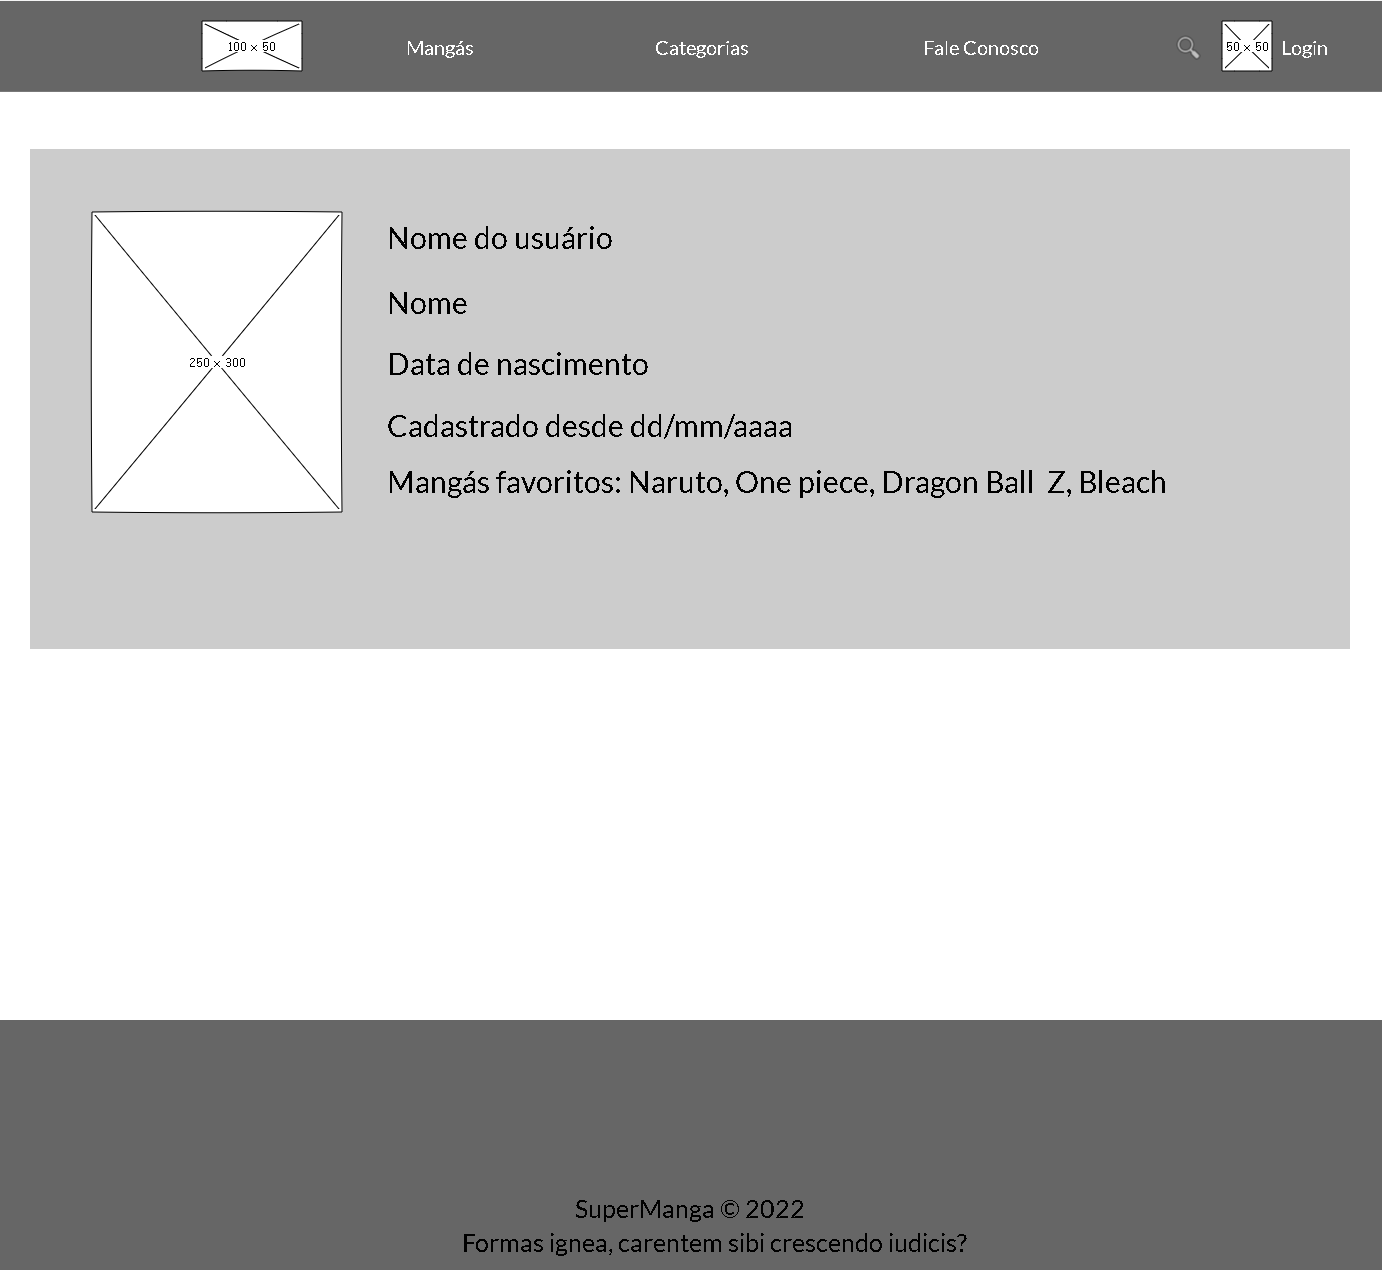 100 × 50
Mangás
Categorias
Fale Conosco
50 × 50
Login
250 × 300
Nome do usuário
Nome
Data de nascimento
Cadastrado desde dd/mm/aaaa
Mangás favoritos: Naruto, One piece, Dragon Ball  Z, Bleach
SuperManga © 2022
Formas ignea, carentem sibi crescendo iudicis?